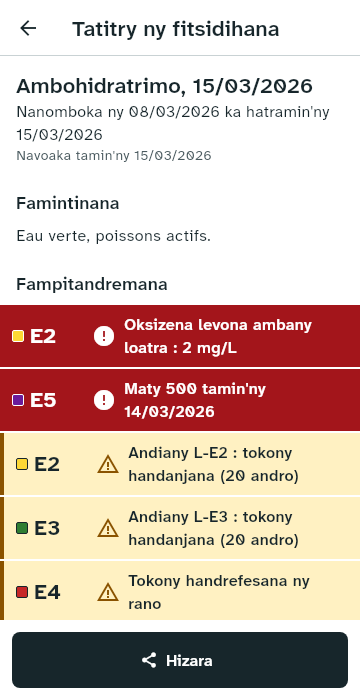 Tatitry ny fitsidihana
Ambohidratrimo, 15/03/2026
Nanomboka ny 08/03/2026 ka hatramin'ny
15/03/2026
Navoaka tamin'ny 15/03/2026
Famintinana
Eau verte, poissons actifs.
Fampitandremana
E2
Oksizena levona ambany
loatra : 2 mg/L
E5
Maty 500 tamin'ny
14/03/2026
E2
Andiany L-E2 : tokony
handanjana (20 andro)
E3
Andiany L-E3 : tokony
handanjana (20 andro)
E4
Tokony handrefesana ny
rano
Hizara